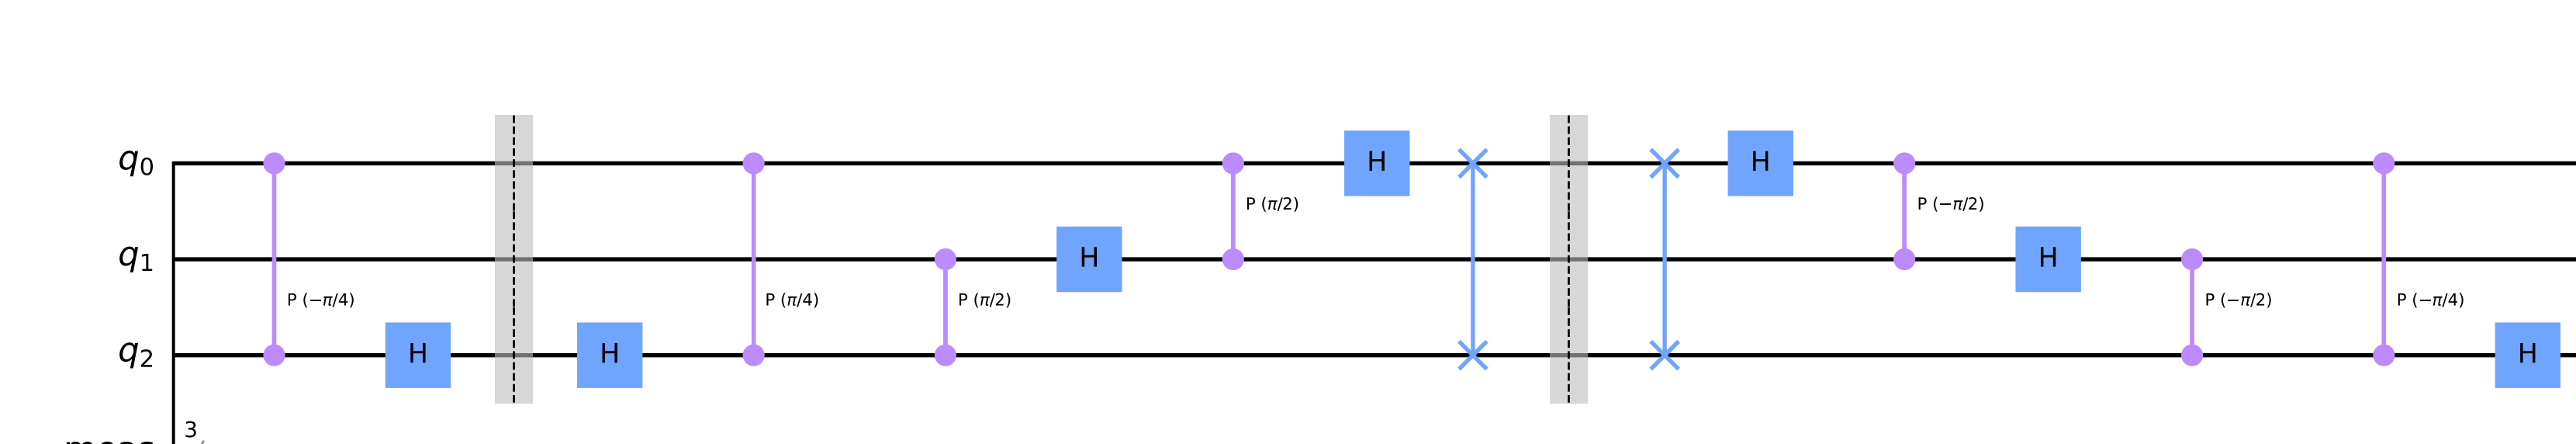 H H
q0 P (π/2) P (−π/2)
q1 H H
P (−π/4) P (π/4) P (π/2) P (−π/2) P (−π/4)
q2 H H H
3